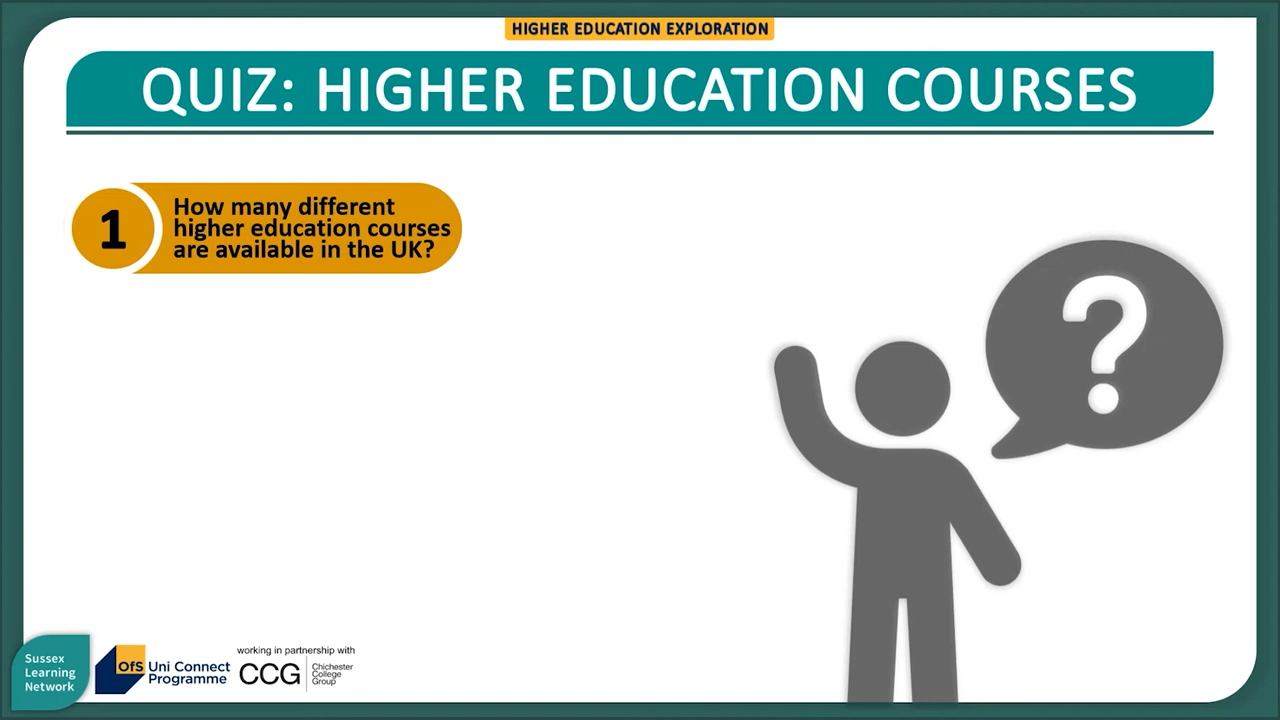 HIGHER EDUCATION EXPLORATION
QUIZ: HIGHER EDUCATION COURSES
1
How many different
higher education courses
are available in the UK?
?
Sussex
Learning
Network
OfS Uni Connect
Programme
working in partnership with
CCG
Chichester
College
Group